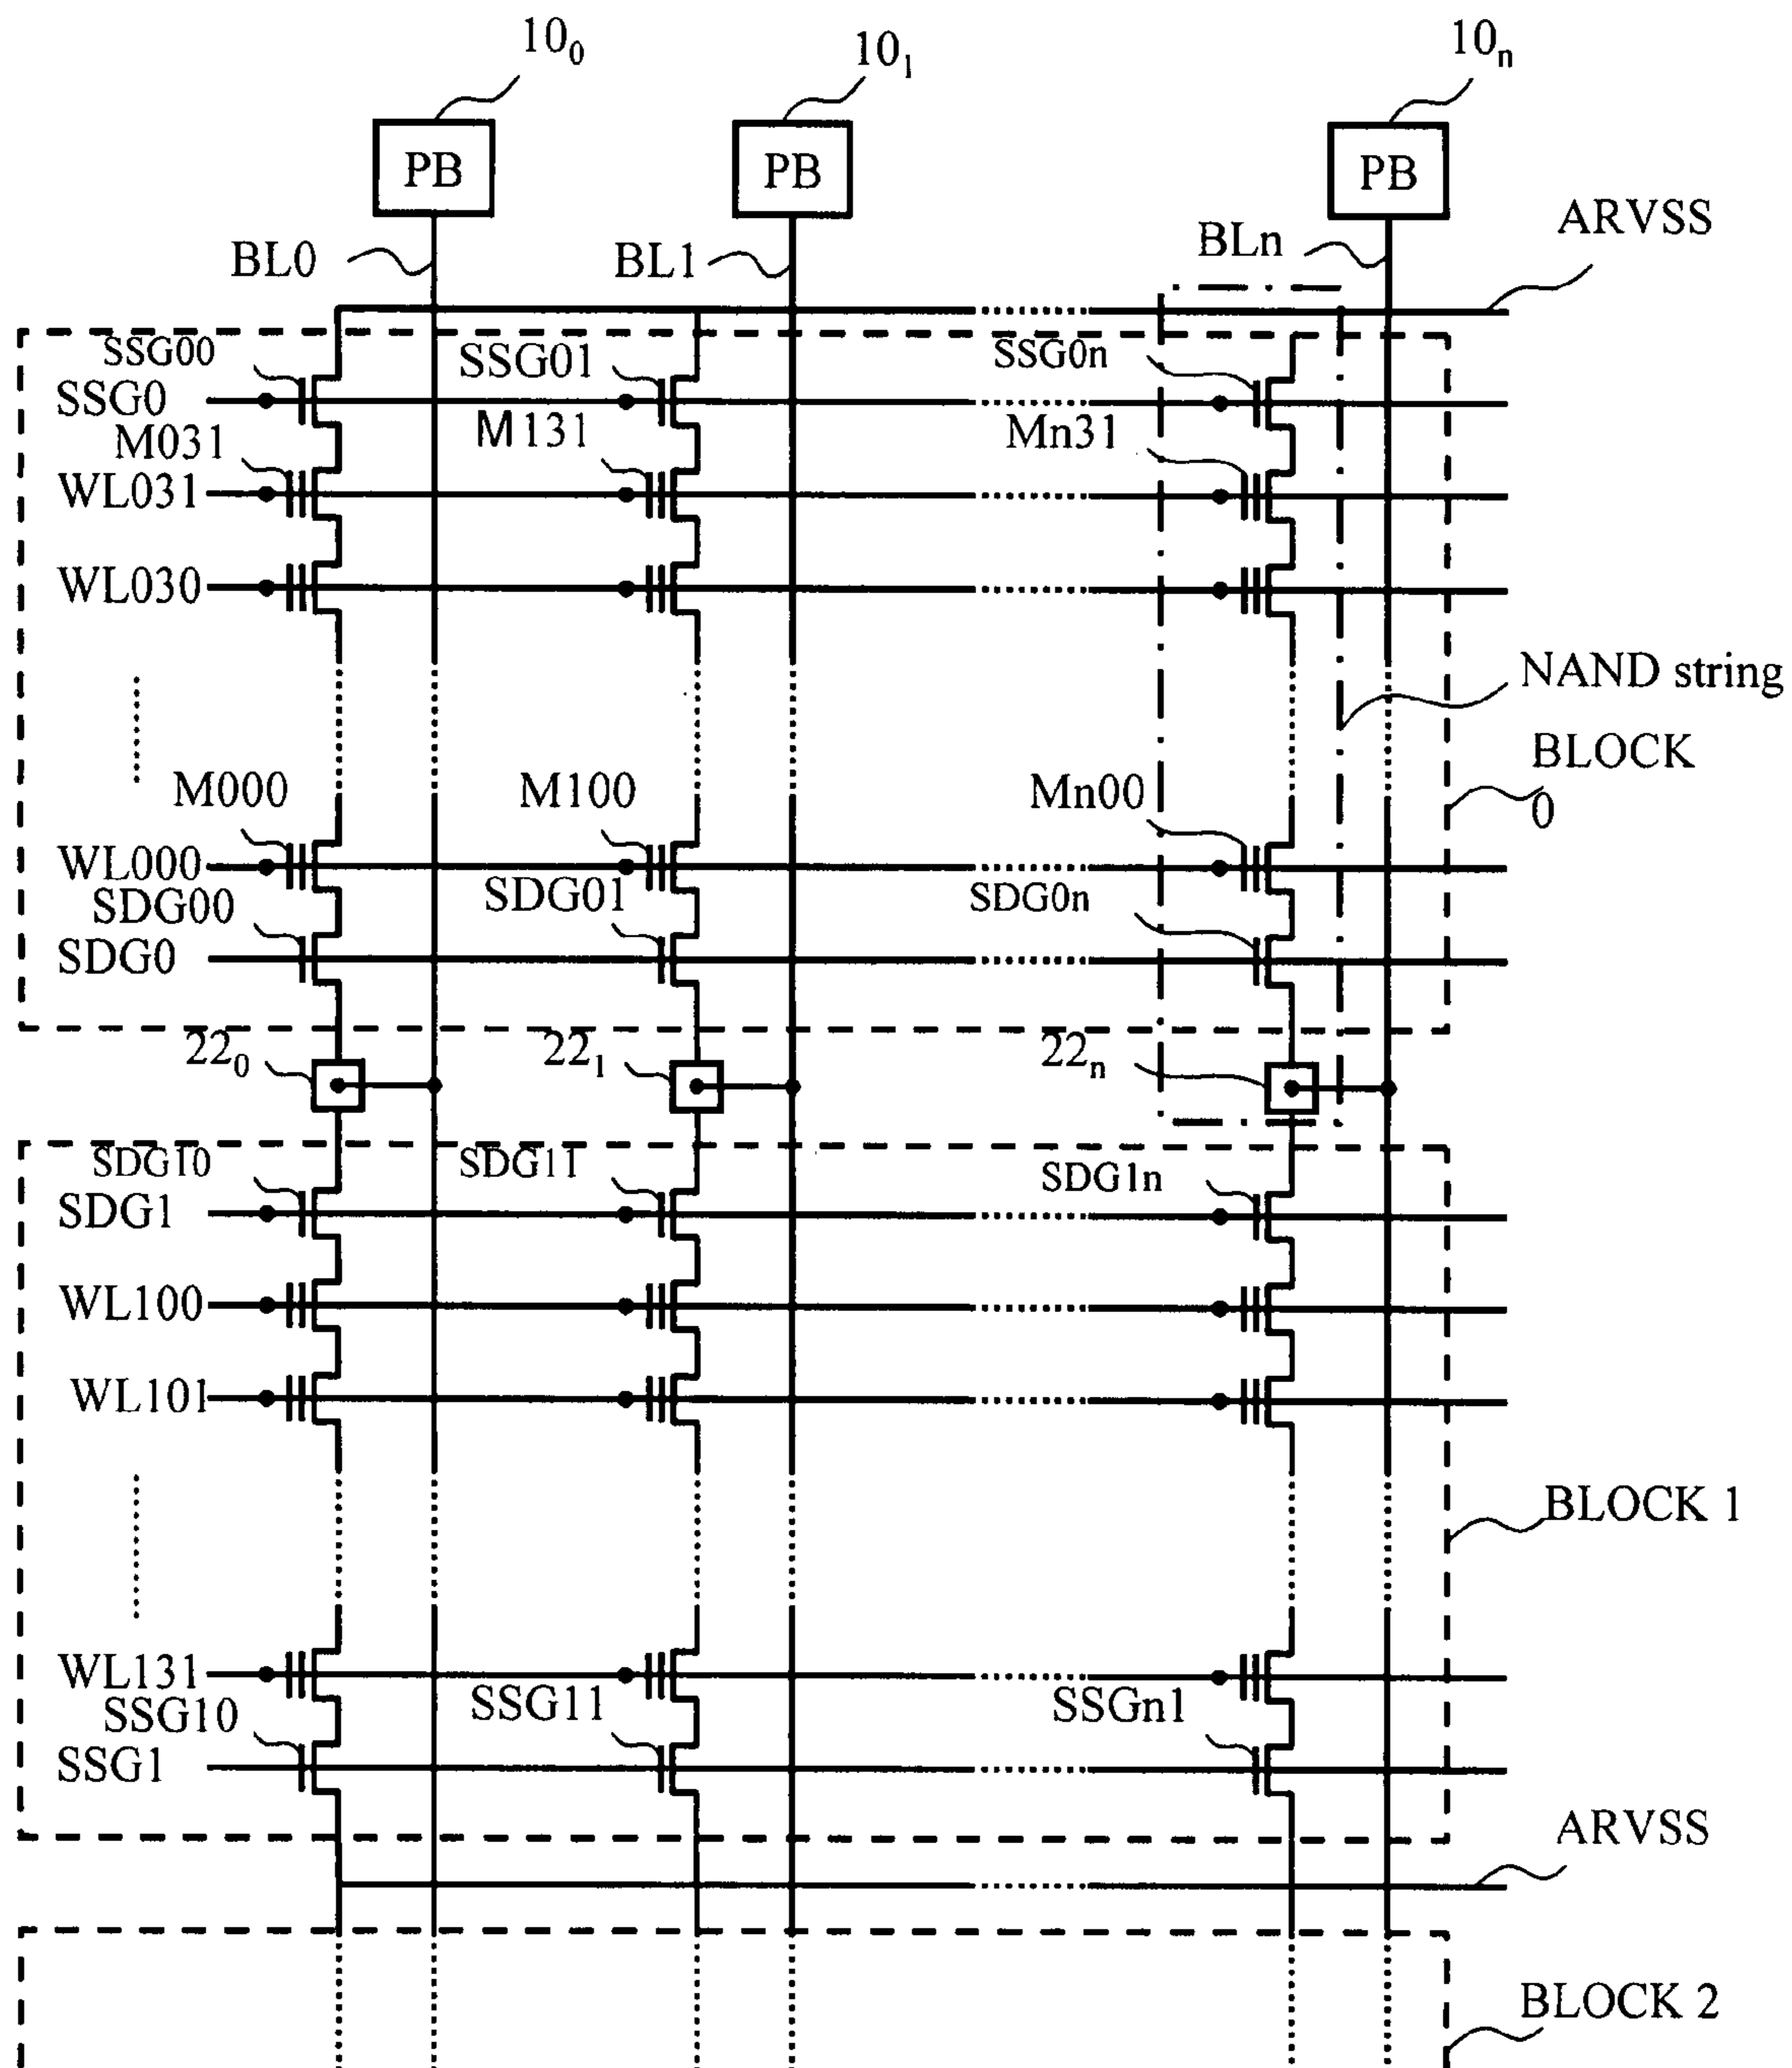 10₀
10₁
10ₙ
PB
PB
PB
ARVSS
BL0
BL1
BLn
SSG00
SSG01
SSG0n
SSG0
M031
M131
Mn31
WL031
WL030
NAND string
BLOCK
0
M000
M100
Mn00
WL000
SDG00
SDG01
SDG0n
SDG0
22₀
22₁
22ₙ
SDG10
SDG11
SDG1n
SDG1
WL100
WL101
BLOCK 1
WL131
SSG10
SSG11
SSGn1
SSG1
ARVSS
BLOCK 2